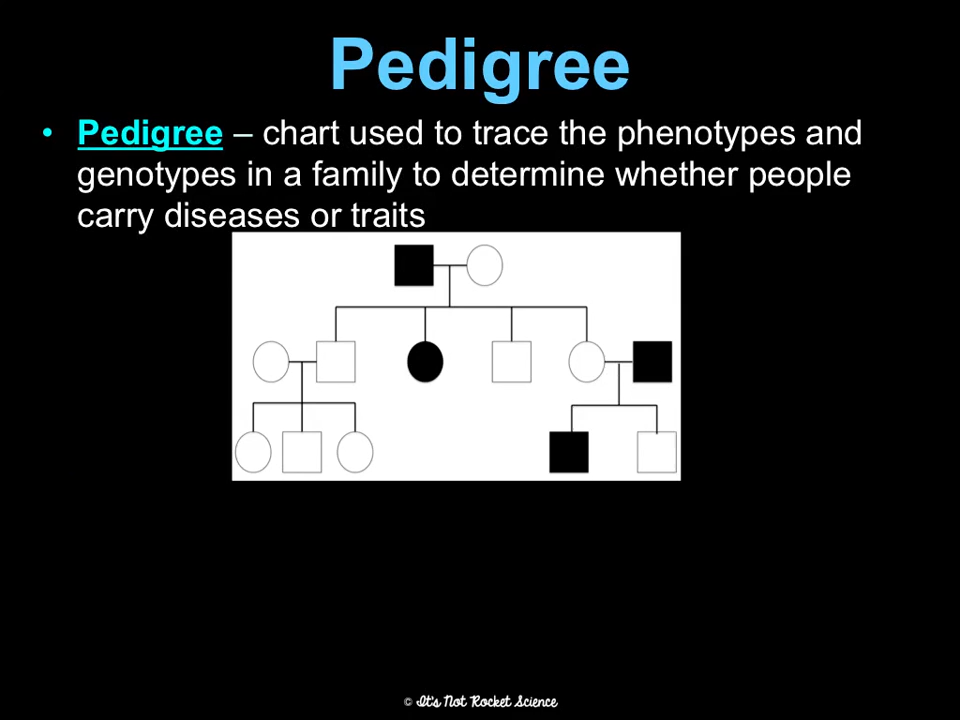 Pedigree
• Pedigree – chart used to trace the phenotypes and
genotypes in a family to determine whether people
carry diseases or traits
© It's Not Rocket Science